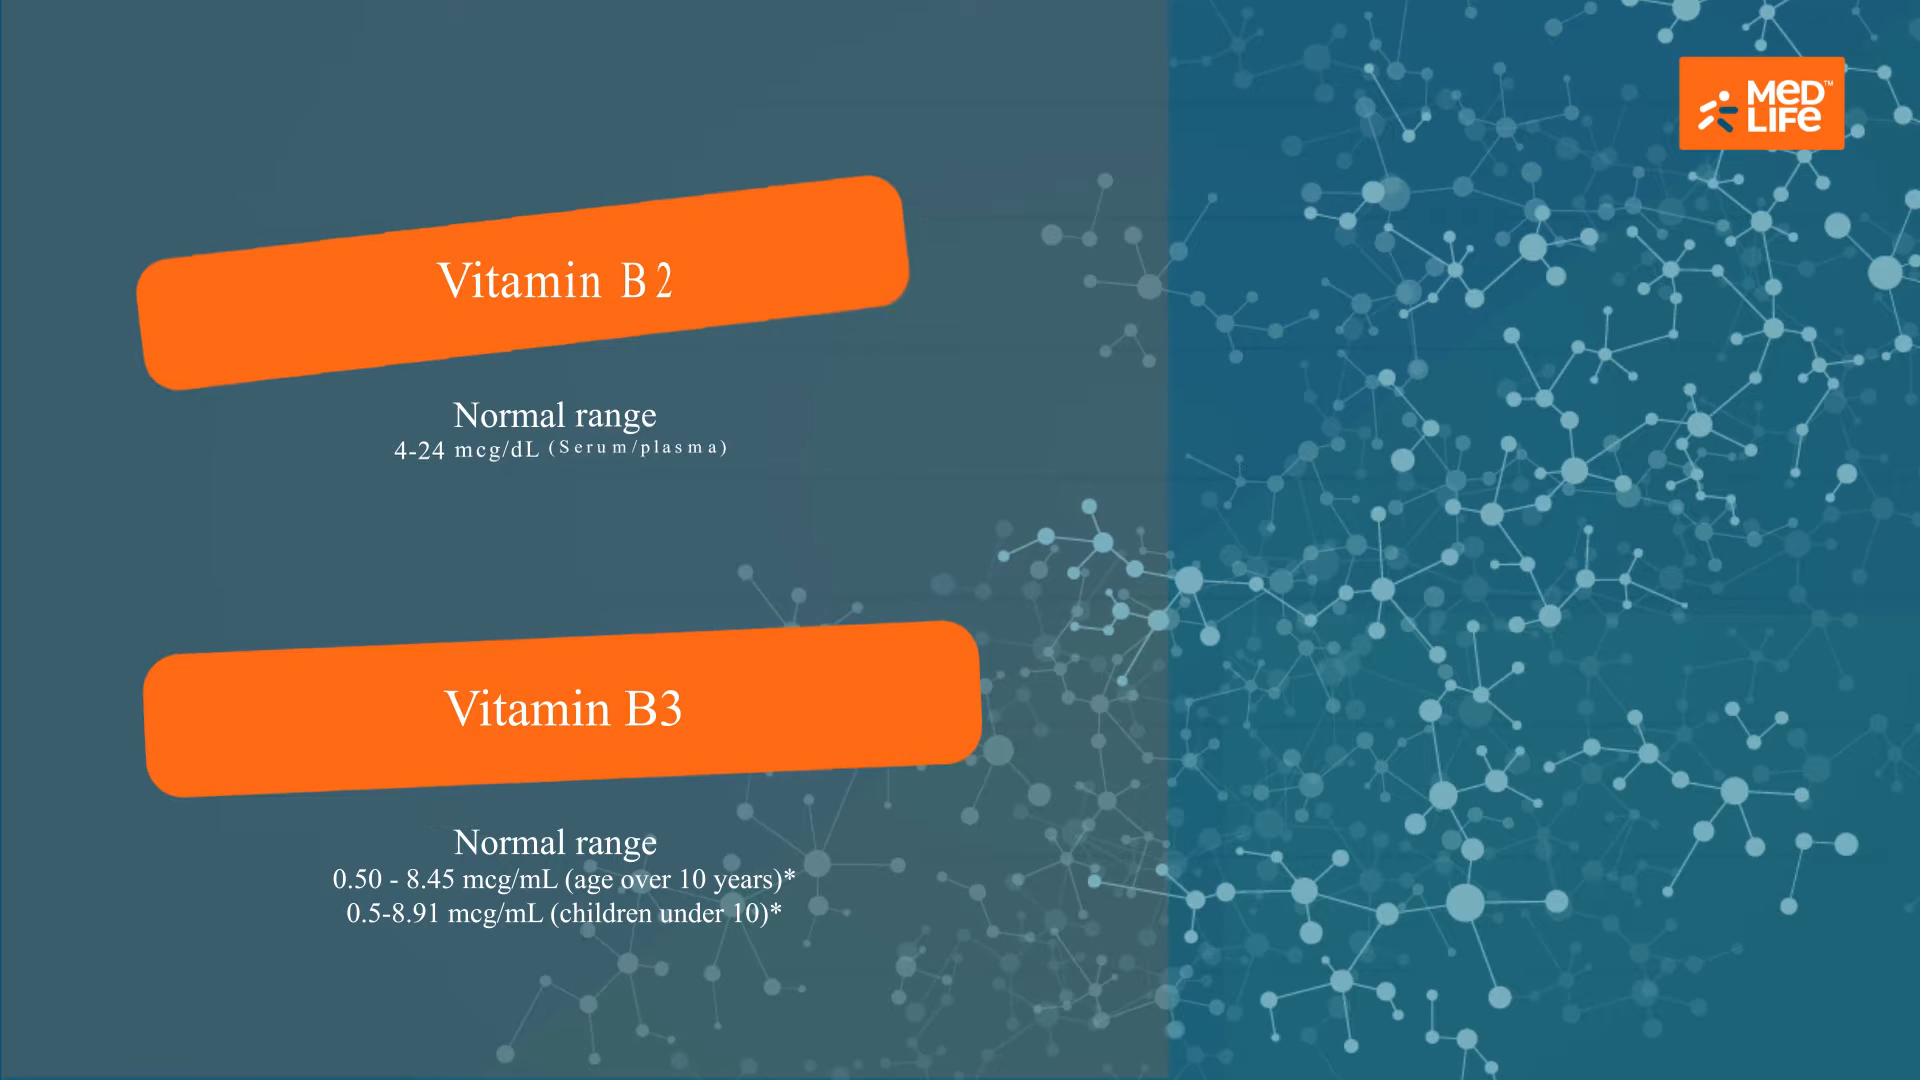 MeD™
LiFe
Vitamin B2
Normal range
4-24 mcg/dL (Serum/plasma)
Vitamin B3
Normal range
0.50 - 8.45 mcg/mL (age over 10 years)*
0.5-8.91 mcg/mL (children under 10)*